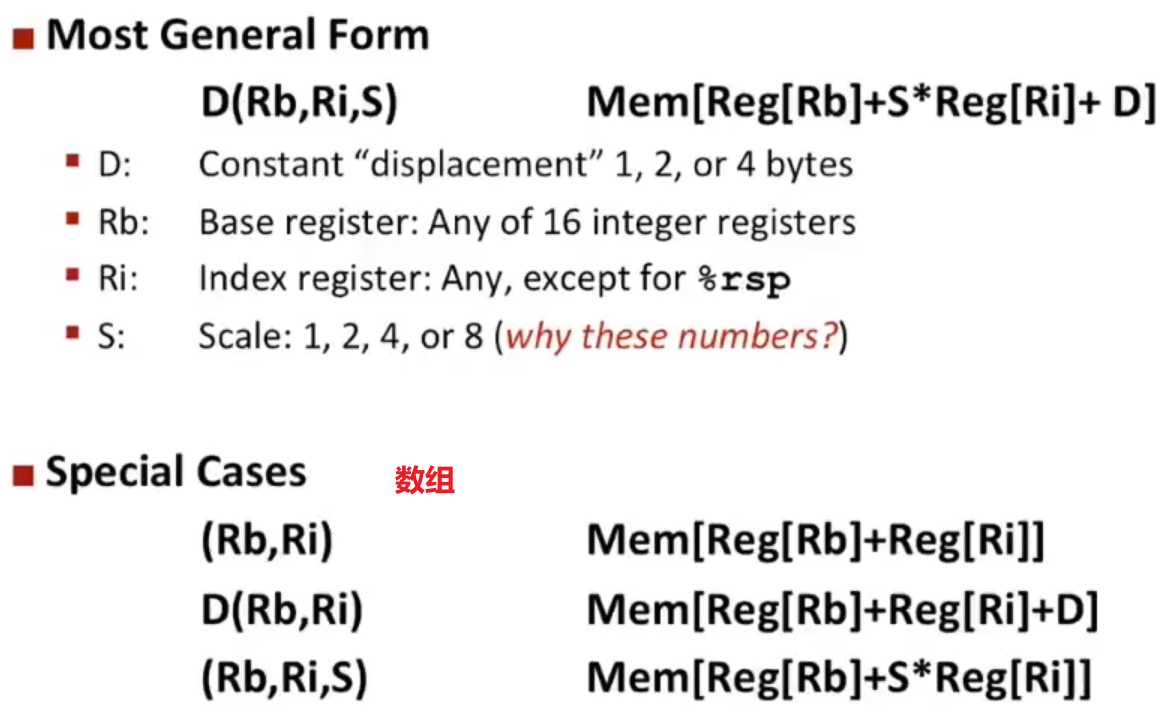 Most General Form
D(Rb,Ri,S) Mem[Reg[Rb]+S*Reg[Ri]+ D]
D: Constant “displacement” 1, 2, or 4 bytes
Rb: Base register: Any of 16 integer registers
Ri: Index register: Any, except for %rsp
S: Scale: 1, 2, 4, or 8 (why these numbers?)
Special Cases 数组
(Rb,Ri) Mem[Reg[Rb]+Reg[Ri]]
D(Rb,Ri) Mem[Reg[Rb]+Reg[Ri]+D]
(Rb,Ri,S) Mem[Reg[Rb]+S*Reg[Ri]]